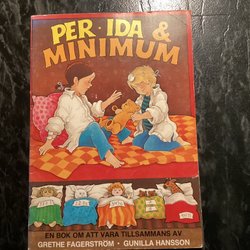 PER · IDA &
MINIMUM
EN BOK OM ATT VARA TILLSAMMANS AV
GRETHE FAGERSTRÖM · GUNILLA HANSSON